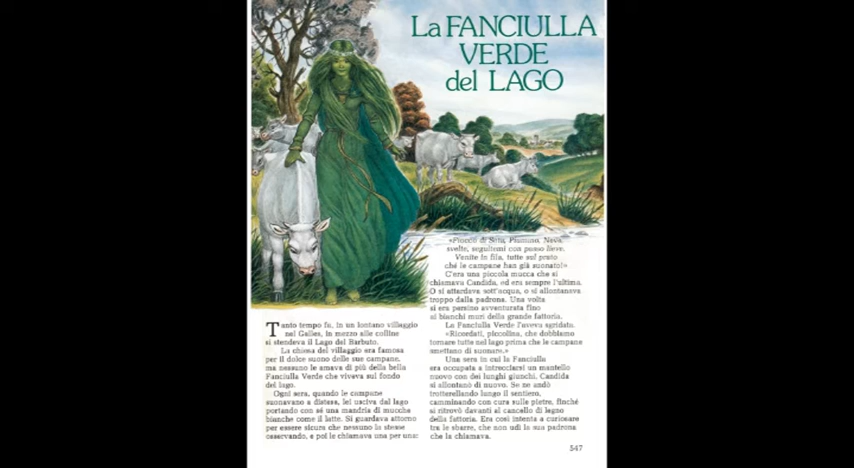 La FANCIULLA
VERDE
del LAGO
Tanto tempo fa, in un lontano villaggio
nel Galles, in mezzo alle colline
si stendeva il Lago del Barbuto.
La chiesa del villaggio era famosa
per il dolce suono delle sue campane,
ma nessuno le amava di più della bella
Fanciulla Verde che viveva sul fondo
del lago.
Ogni sera, quando le campane
suonavano a distesa, lei usciva dal lago
portando con sé una mandria di mucche
bianche come il latte. Si guardava attorno
per essere sicura che nessuno la stesse
osservando, e poi le chiamava una per una:
«Fiocco di Seta, Piumino, Neve,
svelte, seguitemi con passo lieve.
Venite in fila, tutte sul prato
ché le campane han già suonato!»
C'era una piccola mucca che si
chiamava Candida, ed era sempre l'ultima.
O si attardava sott'acqua, o si allontanava
troppo dalla padrona. Una volta
si era persino avventurata fino
ai bianchi muri della grande fattoria.
La Fanciulla Verde l'aveva sgridata.
«Ricordati, piccolina, che dobbiamo
tornare tutte nel lago prima che le campane
smettano di suonare.»
Una sera in cui la Fanciulla
era occupata a intrecciarsi un mantello
nuovo con dei lunghi giunchi, Candida
si allontanò di nuovo. Se ne andò
trotterellando lungo il sentiero,
camminando con cura sulle pietre, finché
si ritrovò davanti al cancello di legno
della fattoria. Era così intenta a curiosare
tra le sbarre, che non udì la sua padrona
che la chiamava.
547